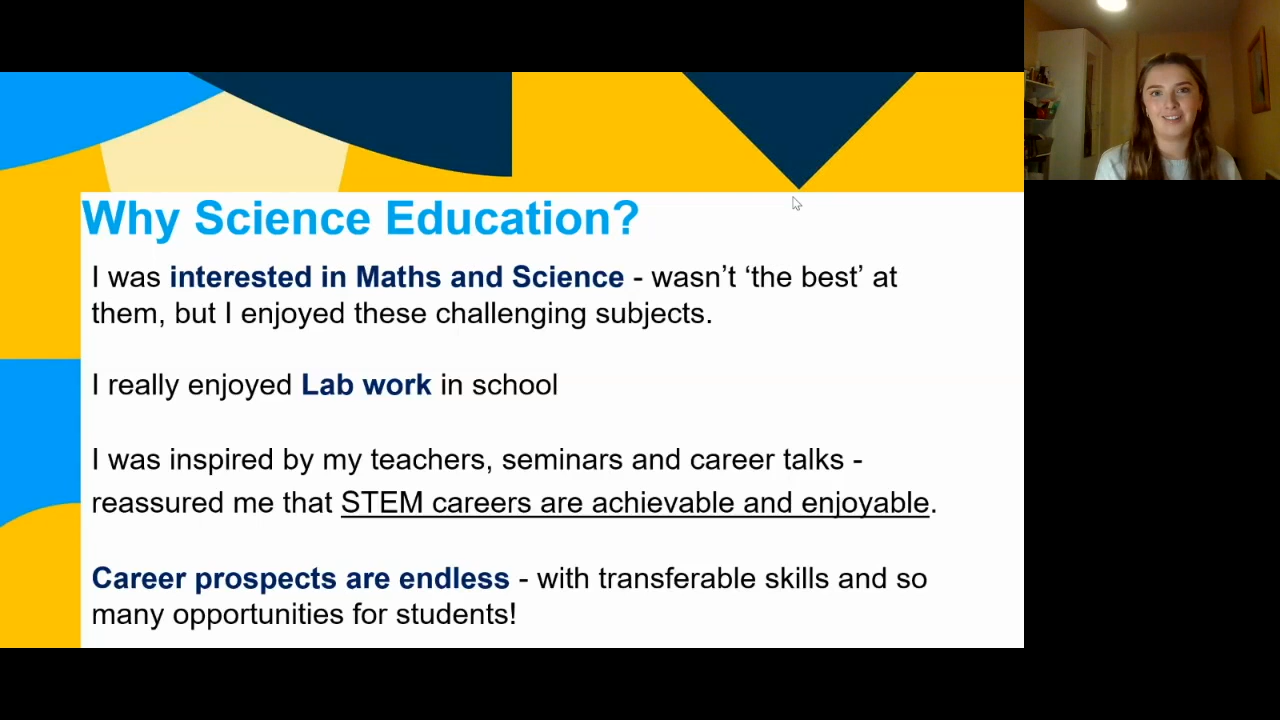 Why Science Education?
I was interested in Maths and Science - wasn’t ‘the best’ at
them, but I enjoyed these challenging subjects.
I really enjoyed Lab work in school
I was inspired by my teachers, seminars and career talks -
reassured me that STEM careers are achievable and enjoyable.
Career prospects are endless - with transferable skills and so
many opportunities for students!